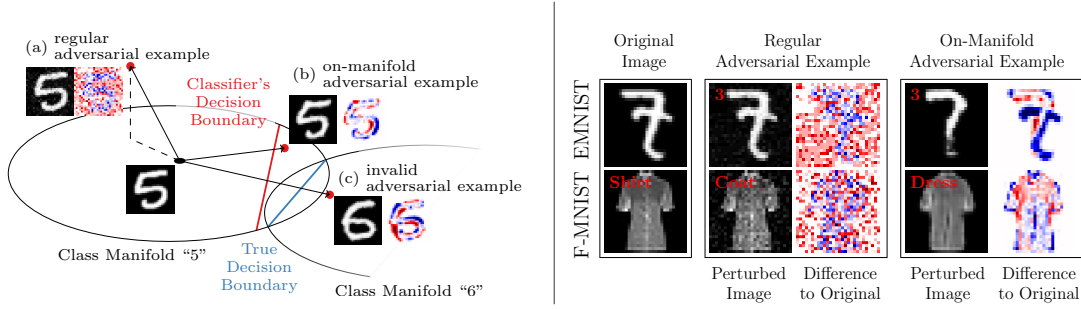 (a) regular
adversarial example
Classifier's
Decision
Boundary
(b) on-manifold
adversarial example
(c) invalid
adversarial example
Class Manifold “5”
True
Decision
Boundary
Class Manifold “6”
Original
Image
Regular
Adversarial Example
On-Manifold
Adversarial Example
EMNIST
3
3
F-MNIST
Shirt
Coat
Dress
Perturbed
Image
Difference
to Original
Perturbed
Image
Difference
to Original